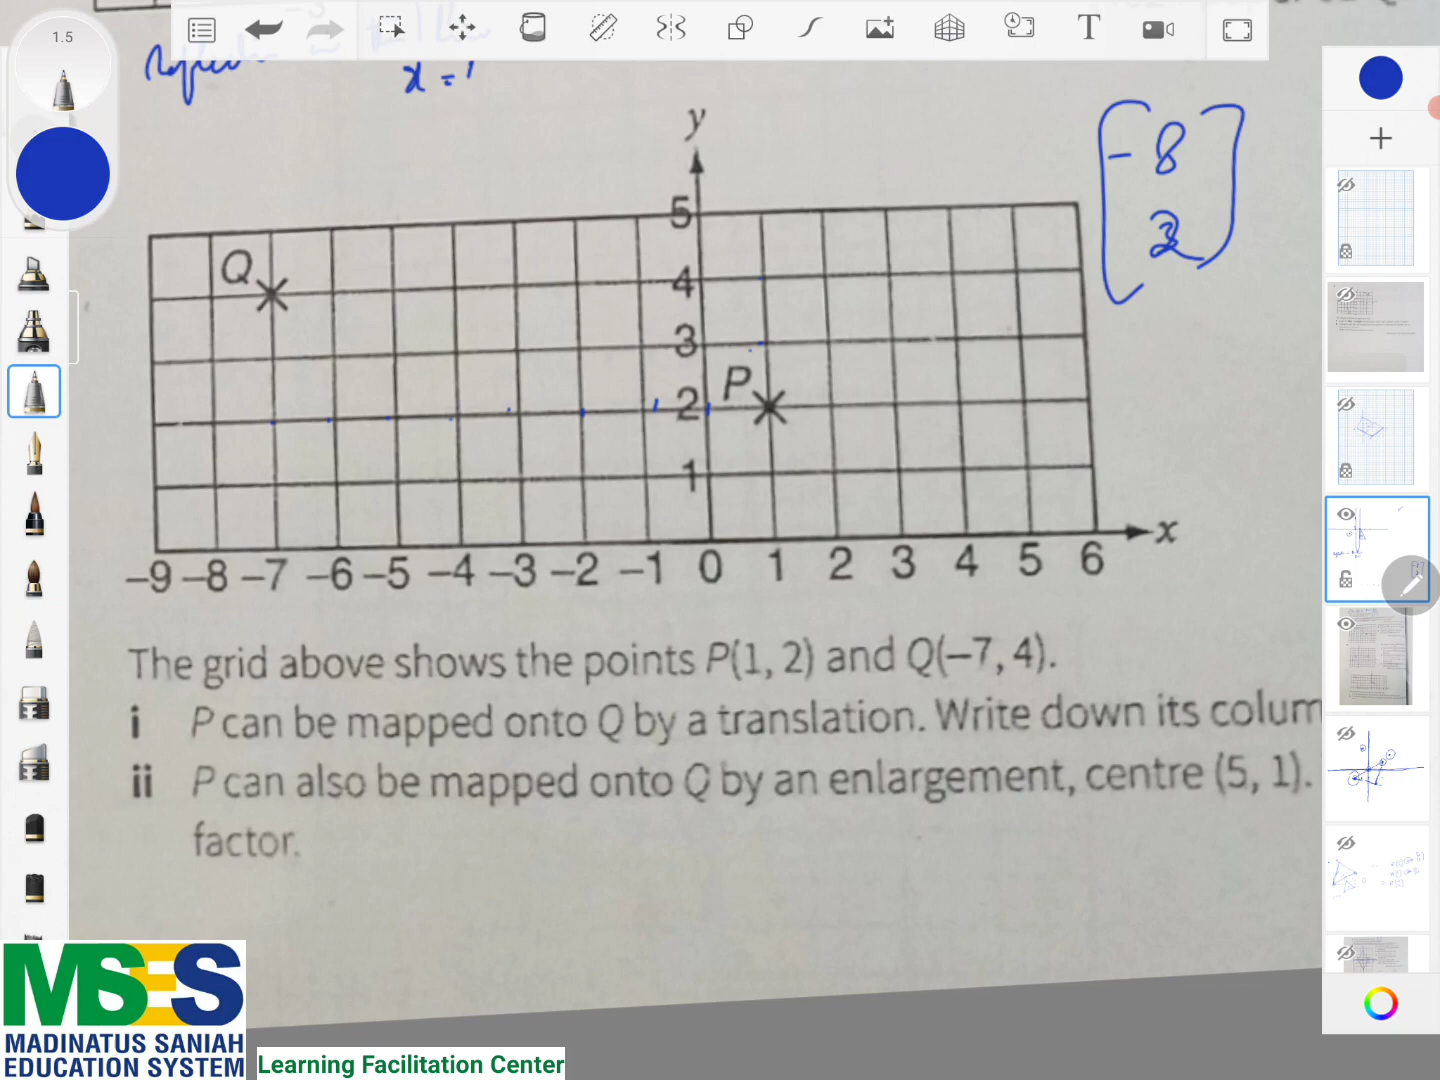 1.5
T
x = 1
y
5
4
3
2
1
Q
P
[-8
2]
-9 -8 -7 -6 -5 -4 -3 -2 -1 0 1 2 3 4 5 6 x
The grid above shows the points P(1, 2) and Q(−7, 4).
i P can be mapped onto Q by a translation. Write down its colum
ii P can also be mapped onto Q by an enlargement, centre (5, 1).
factor.
MSES
MADINATUS SANIAH
EDUCATION SYSTEM
Learning Facilitation Center